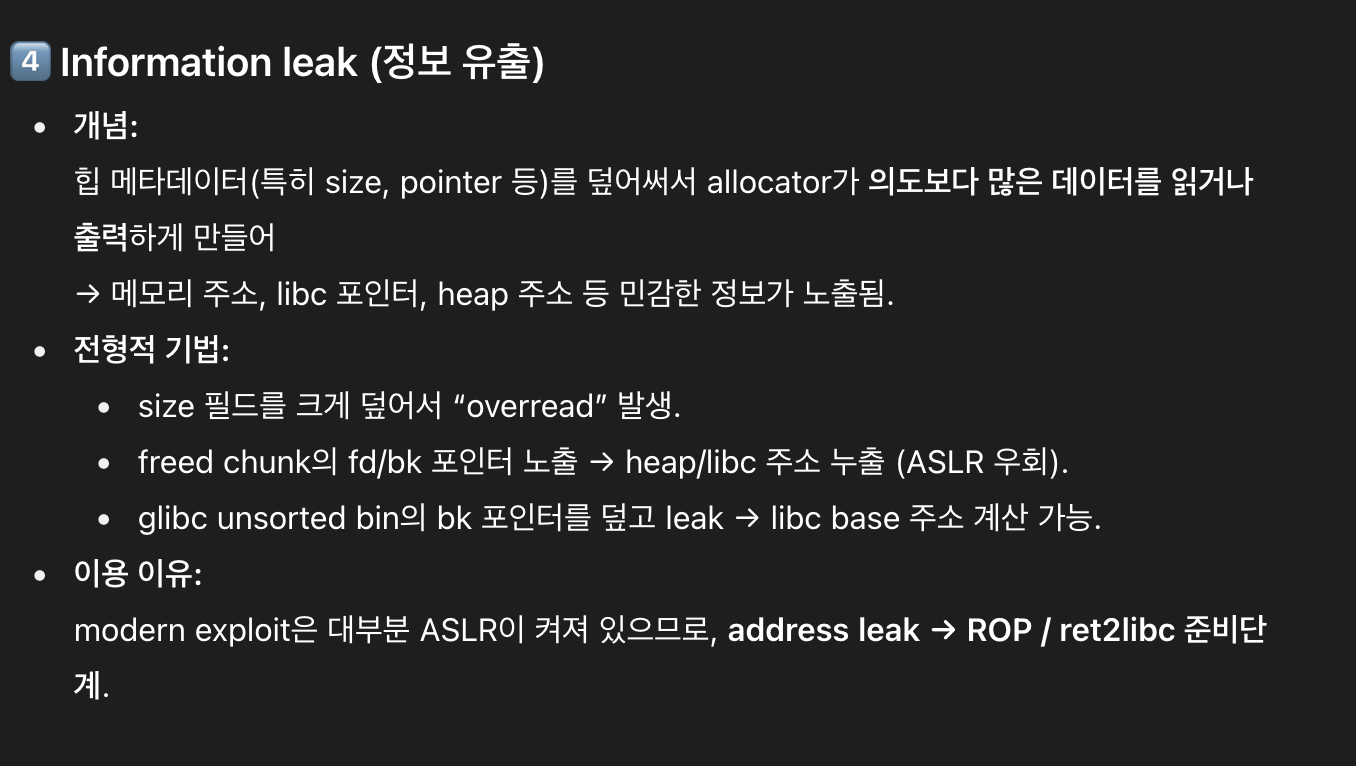 4 Information leak (정보 유출)
• 개념:
힙 메타데이터(특히 size, pointer 등)를 덮어써서 allocator가 의도보다 많은 데이터를 읽거나
출력하게 만들어
→ 메모리 주소, libc 포인터, heap 주소 등 민감한 정보가 노출됨.
• 전형적 기법:
• size 필드를 크게 덮어서 “overread” 발생.
• freed chunk의 fd/bk 포인터 노출 → heap/libc 주소 누출 (ASLR 우회).
• glibc unsorted bin의 bk 포인터를 덮고 leak → libc base 주소 계산 가능.
• 이용 이유:
modern exploit은 대부분 ASLR이 켜져 있으므로, address leak → ROP / ret2libc 준비단
계.